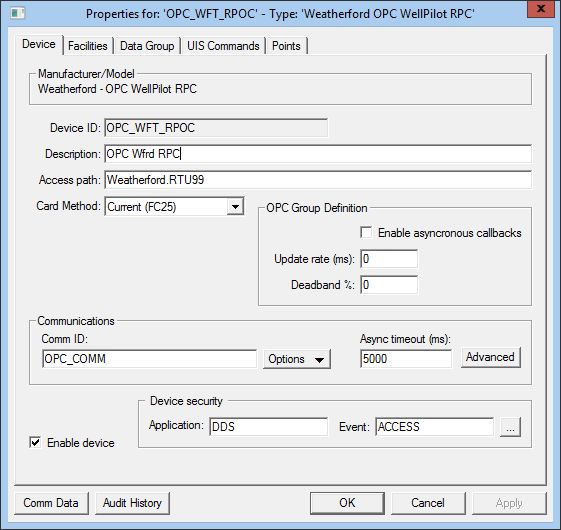 Properties for: 'OPC_WFT_RPOC' - Type: 'Weatherford OPC WellPilot RPC'
Device Facilities Data Group UIS Commands Points
Manufacturer/Model
Weatherford - OPC WellPilot RPC
Device ID: OPC_WFT_RPOC
Description: OPC Wfrd RPC
Access path: Weatherford.RTU99
Card Method: Current (FC25)
OPC Group Definition
Enable asyncronous callbacks
Update rate (ms): 0
Deadband %: 0
Communications
Comm ID: Async timeout (ms):
OPC_COMM Options 5000 Advanced
Device security
Application: DDS Event: ACCESS ...
Enable device
Comm Data Audit History OK Cancel Apply